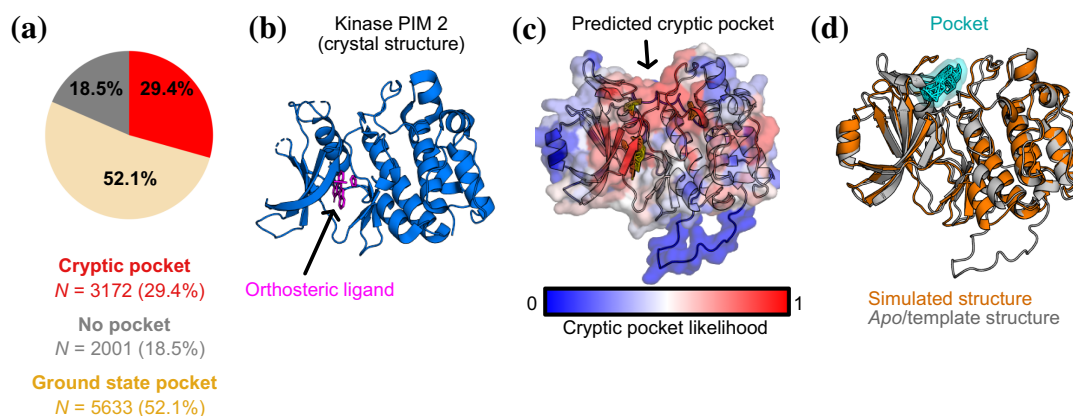 (a)
18.5%
29.4%
52.1%
Cryptic pocket
N = 3172 (29.4%)
No pocket
N = 2001 (18.5%)
Ground state pocket
N = 5633 (52.1%)
(b)
Kinase PIM 2
(crystal structure)
Orthosteric ligand
(c)
Predicted cryptic pocket
0
1
Cryptic pocket likelihood
(d)
Pocket
Simulated structure
Apo/template structure